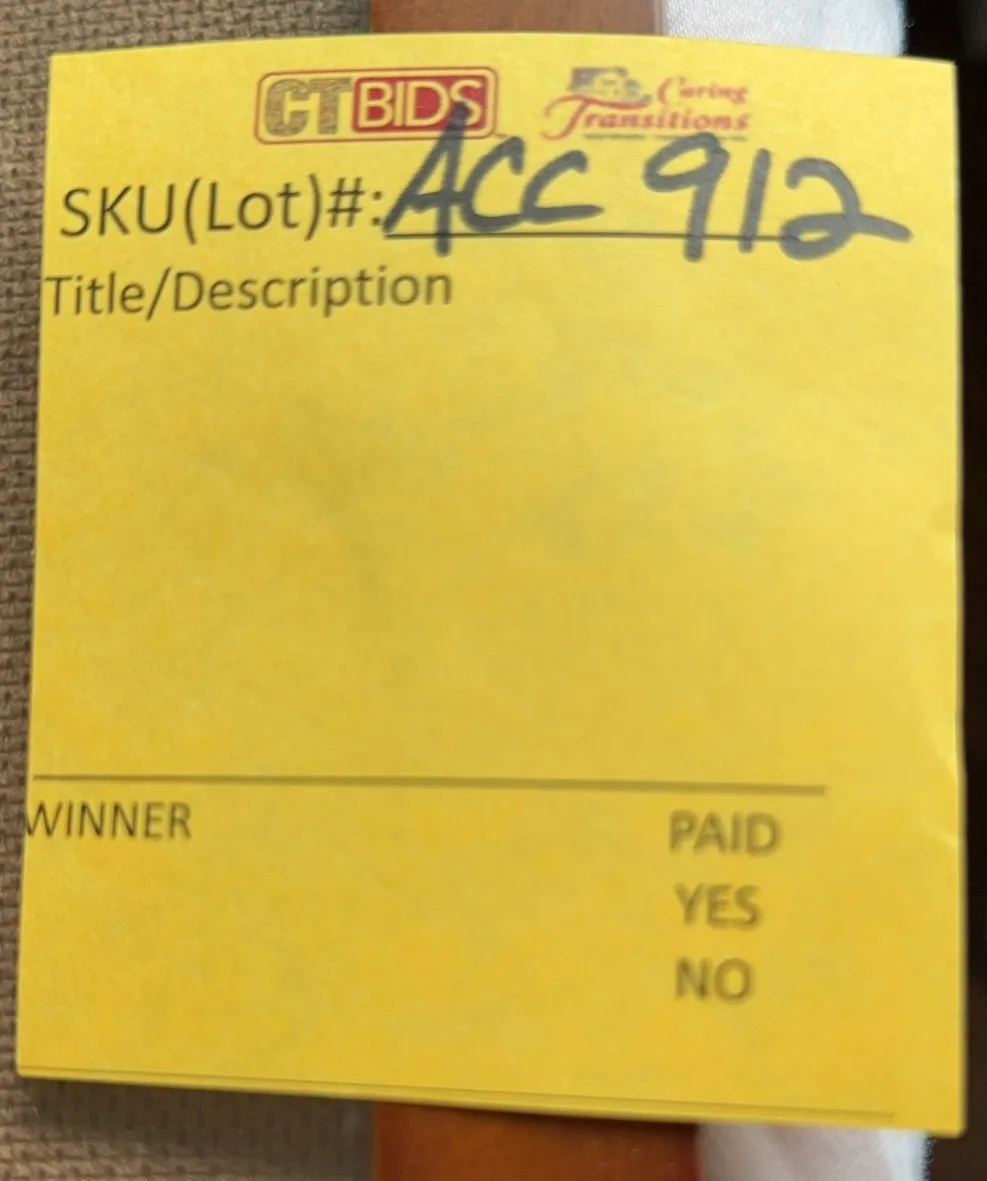 CTBIDS Caring Transitions
SKU(Lot)#: ACC 912
Title/Description
WINNER PAID
YES
NO